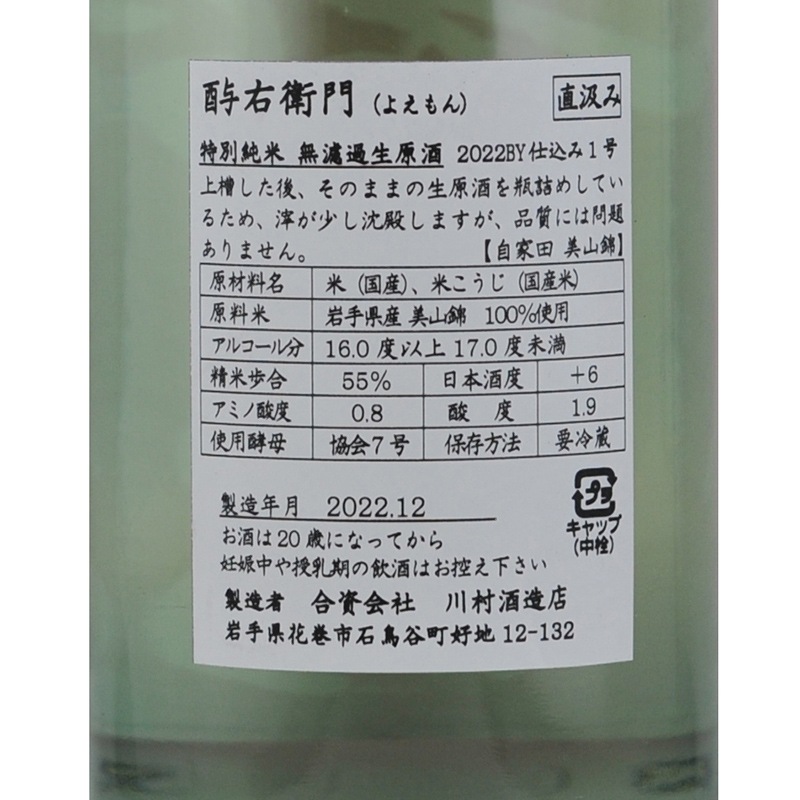 酉与右衛門（よえもん） 直汲み
特別純米 無濾過生原酒 2022BY仕込み1号
上槽した後、そのままの生原酒を瓶詰めしてい
るため、滓が少し沈殿しますが、品質には問題
ありません。 【自家田 美山錦】
原材料名 米（国産）、米こうじ（国産米）
原料米 岩手県産 美山錦 100%使用
アルコール分 16.0 度以上 17.0 度未満
精米歩合 55% 日本酒度 +6
アミノ酸度 0.8 酸 度 1.9
使用酵母 協会7号 保存方法 要冷蔵
製造年月 2022.12
プラ
キャップ
(中栓)
お酒は20歳になってから
妊娠中や授乳期の飲酒はお控え下さい
製造者 合資会社 川村酒造店
岩手県花巻市石鳥谷町好地 12-132